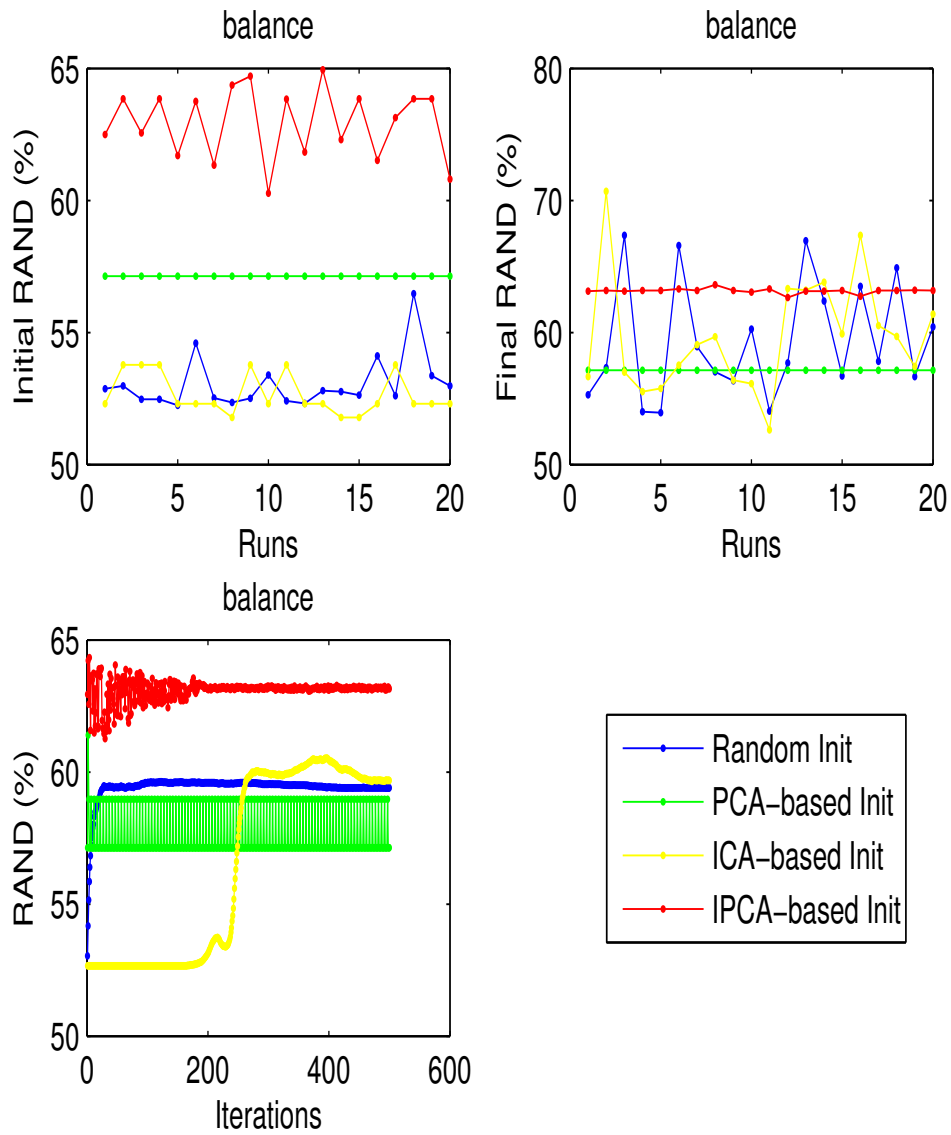 balance
65
60
55
50
Initial RAND (%)
0 5 10 15 20
Runs
balance
80
70
60
50
Final RAND (%)
0 5 10 15 20
Runs
balance
65
60
55
50
RAND (%)
0 200 400 600
Iterations
Random Init
PCA-based Init
ICA-based Init
IPCA-based Init